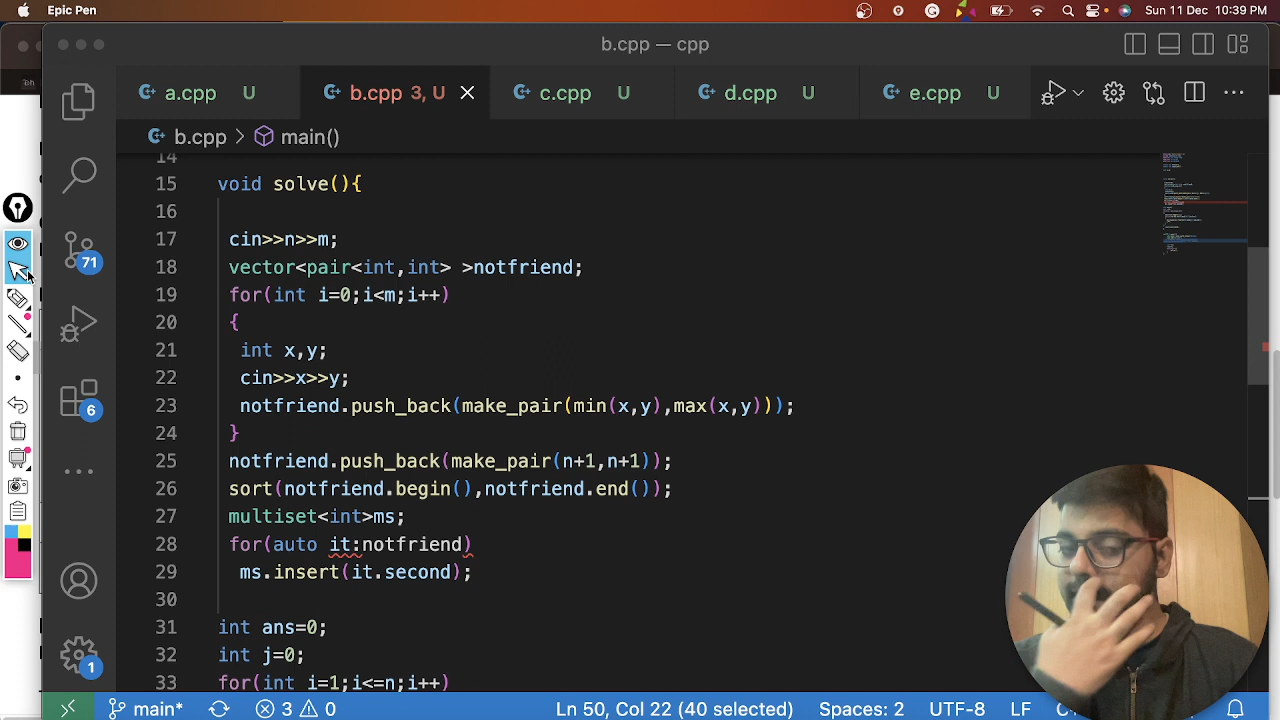 Epic Pen
Sun 11 Dec 10:39 PM
b.cpp — cpp
a.cpp U
b.cpp 3, U
c.cpp U
d.cpp U
e.cpp U
b.cpp > main()
14
15 void solve(){
16
17 cin>>n>>m;
18 vector<pair<int,int> >notfriend;
19 for(int i=0;i<m;i++)
20 {
21 int x,y;
22 cin>>x>>y;
23 notfriend.push_back(make_pair(min(x,y),max(x,y)));
24 }
25 notfriend.push_back(make_pair(n+1,n+1));
26 sort(notfriend.begin(),notfriend.end());
27 multiset<int>ms;
28 for(auto it:notfriend)
29 ms.insert(it.second);
30
31 int ans=0;
32 int j=0;
33 for(int i=1;i<=n;i++)
71
6
1
main* 3 0 Ln 50, Col 22 (40 selected) Spaces: 2 UTF-8 LF